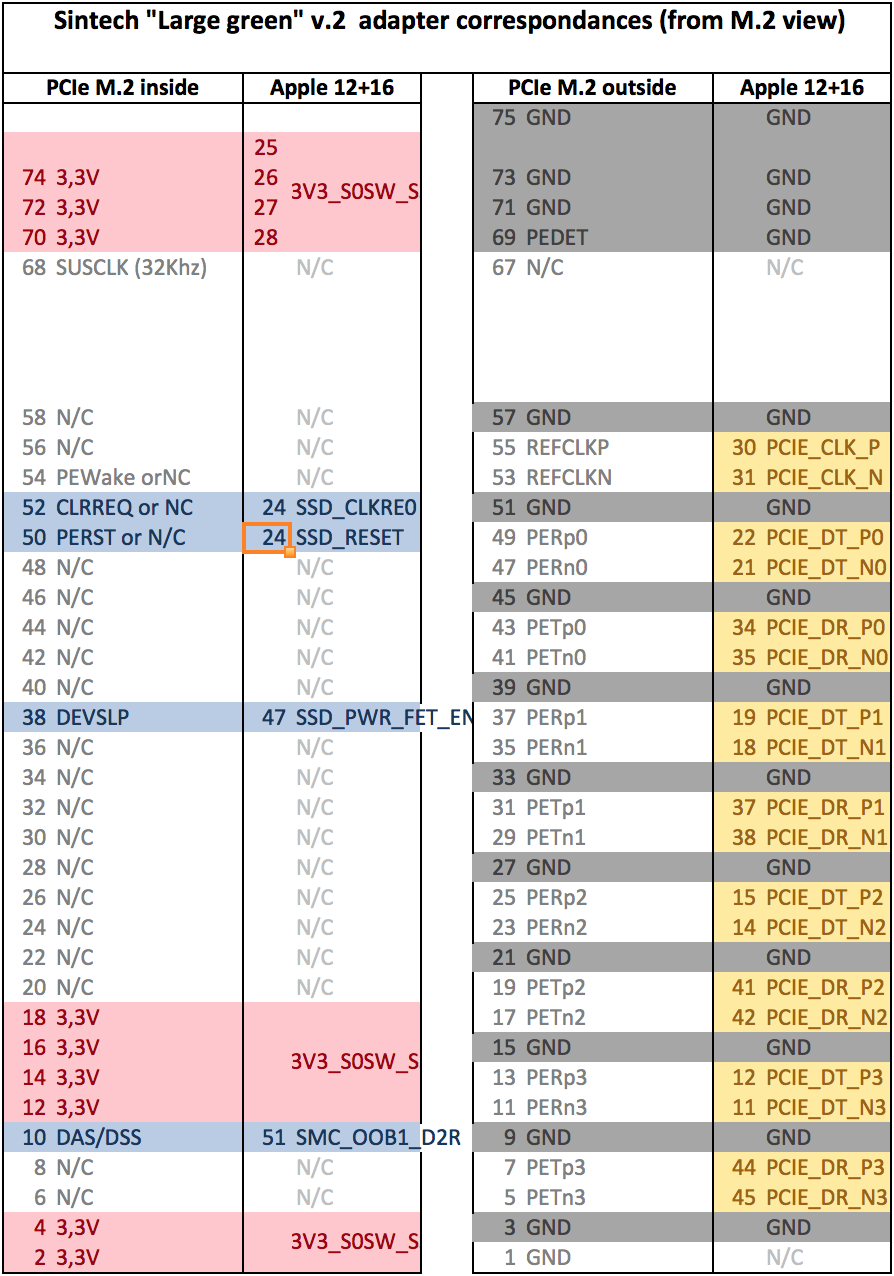 Sintech "Large green" v.2 adapter correspondances (from M.2 view)
PCIe M.2 inside Apple 12+16 PCIe M.2 outside Apple 12+16
75 GND GND
25
74 3,3V 26 3V3_S0SW_S 73 GND GND
72 3,3V 27 71 GND GND
70 3,3V 28 69 PEDET GND
68 SUSCLK (32Khz) N/C 67 N/C N/C
58 N/C N/C 57 GND GND
56 N/C N/C 55 REFCLKP 30 PCIE_CLK_P
54 PEWake orNC N/C 53 REFCLKN 31 PCIE_CLK_N
52 CLRREQ or NC 24 SSD_CLKRE0 51 GND GND
50 PERST or N/C 24 SSD_RESET 49 PERp0 22 PCIE_DT_P0
48 N/C N/C 47 PERn0 21 PCIE_DT_N0
46 N/C N/C 45 GND GND
44 N/C N/C 43 PETp0 34 PCIE_DR_P0
42 N/C N/C 41 PETn0 35 PCIE_DR_N0
40 N/C N/C 39 GND GND
38 DEVSLP 47 SSD_PWR_FET_EN 37 PERp1 19 PCIE_DT_P1
36 N/C N/C 35 PERn1 18 PCIE_DT_N1
34 N/C N/C 33 GND GND
32 N/C N/C 31 PETp1 37 PCIE_DR_P1
30 N/C N/C 29 PETn1 38 PCIE_DR_N1
28 N/C N/C 27 GND GND
26 N/C N/C 25 PERp2 15 PCIE_DT_P2
24 N/C N/C 23 PERn2 14 PCIE_DT_N2
22 N/C N/C 21 GND GND
20 N/C N/C 19 PETp2 41 PCIE_DR_P2
18 3,3V 17 PETn2 42 PCIE_DR_N2
16 3,3V 3V3_S0SW_S 15 GND GND
14 3,3V 13 PERp3 12 PCIE_DT_P3
12 3,3V 11 PERn3 11 PCIE_DT_N3
10 DAS/DSS 51 SMC_OOB1_D2R 9 GND GND
8 N/C N/C 7 PETp3 44 PCIE_DR_P3
6 N/C N/C 5 PETn3 45 PCIE_DR_N3
4 3,3V 3V3_S0SW_S 3 GND GND
2 3,3V 1 GND N/C